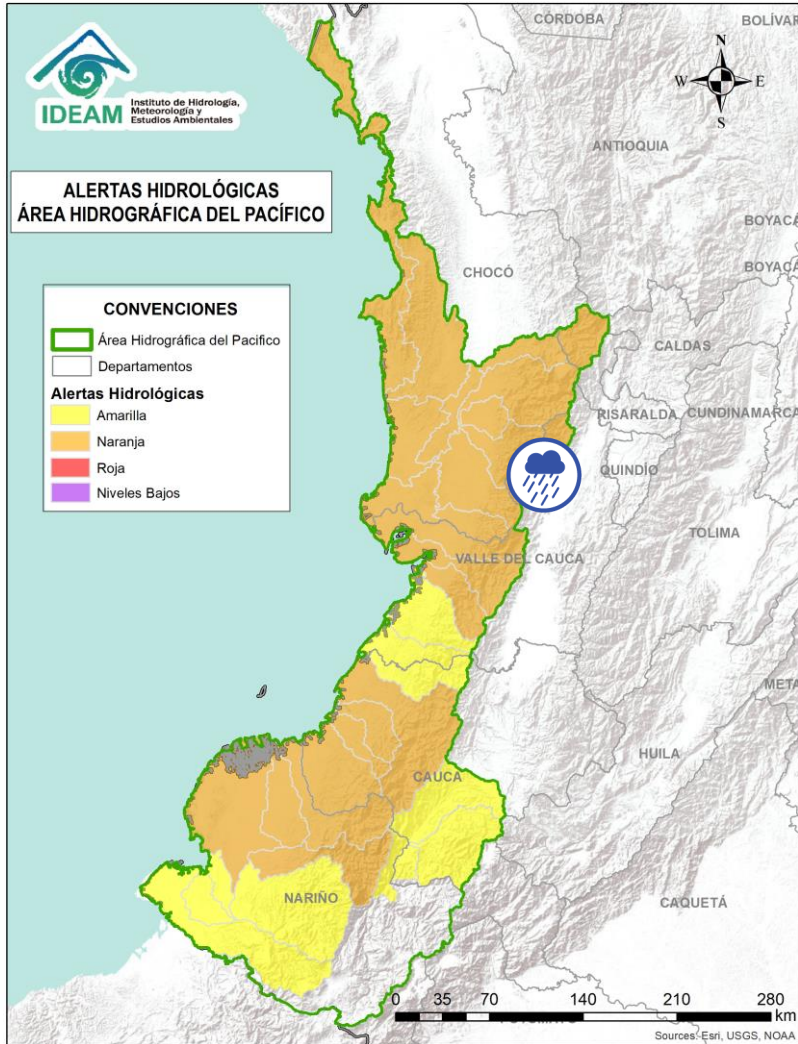 IDEAM
Instituto de Hidrología,
Meteorología y
Estudios Ambientales
ALERTAS HIDROLÓGICAS
ÁREA HIDROGRÁFICA DEL PACÍFICO
CONVENCIONES
Área Hidrográfica del Pacifico
Departamentos
Alertas Hidrológicas
Amarilla
Naranja
Roja
Niveles Bajos
N
W E
S
CÓRDOBA
BOLÍVAR
ANTIOQUIA
BOYACÁ
BOYACÁ
CHOCÓ
CALDAS
RISARALDA
CUNDINAMARCA
QUINDÍO
TOLIMA
VALLE DEL CAUCA
META
HUILA
CAUCA
NARIÑO
CAQUETÁ
0 35 70 140 210 280
km
Sources: Esri, USGS, NOAA